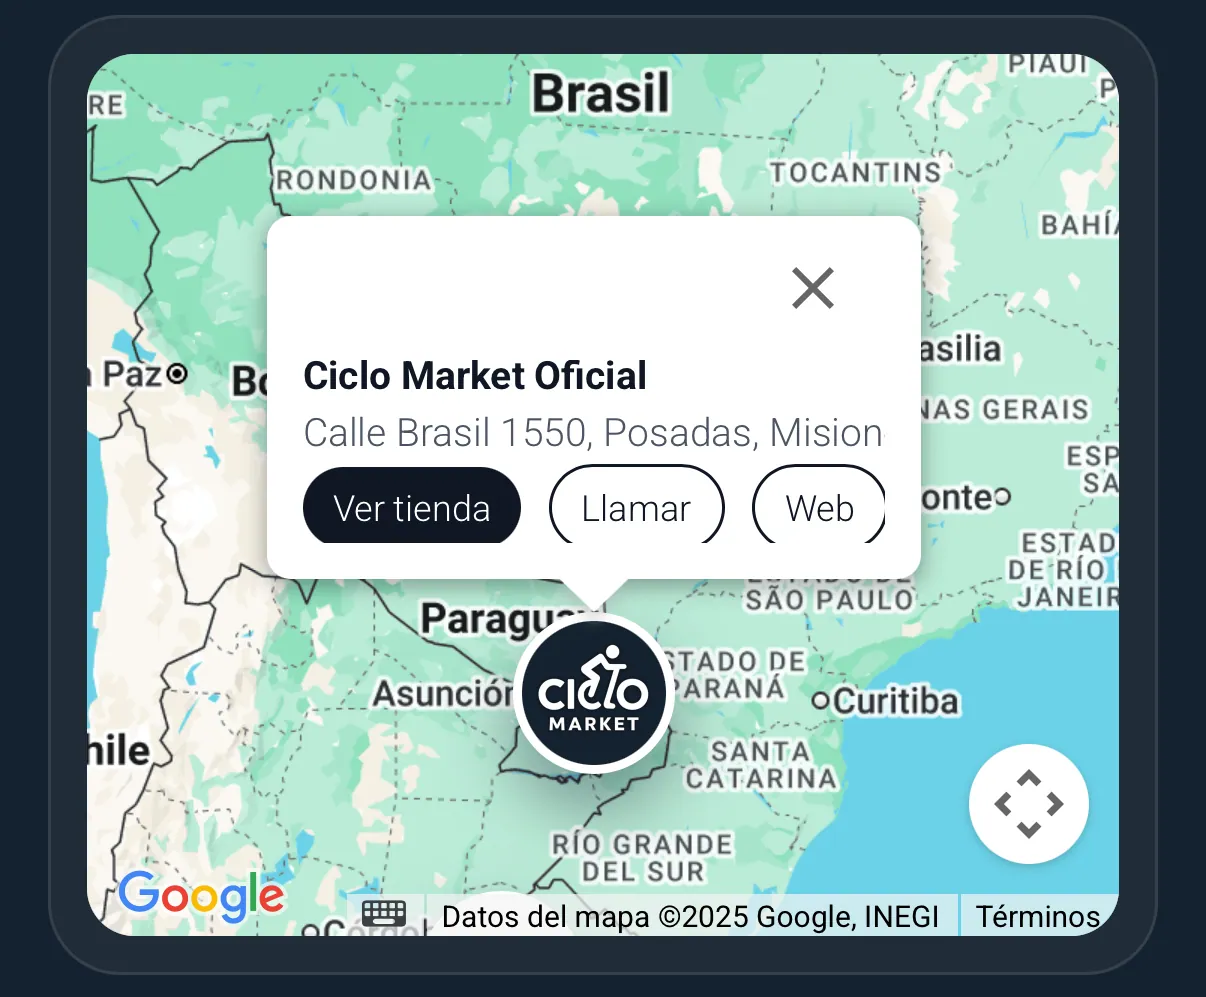 PIAUÍ
Brasil
RE
TOCANTINS
RONDONIA
BAHÍA
Ciclo Market Oficial
asilia
Paz
Bo
NAS GERAIS
Calle Brasil 1550, Posadas, Mision
ESP
SA
Ver tienda
Llamar
Web
onte
ESTAD
DE RÍO
JANEIR
SÃO PAULO
Paragua
STADO DE
PARANÁ
Asunción
CICLO
MARKET
Curitiba
hile
SANTA
CATARINA
RÍO GRANDE
DEL SUR
Google
Datos del mapa ©2025 Google, INEGI
Términos